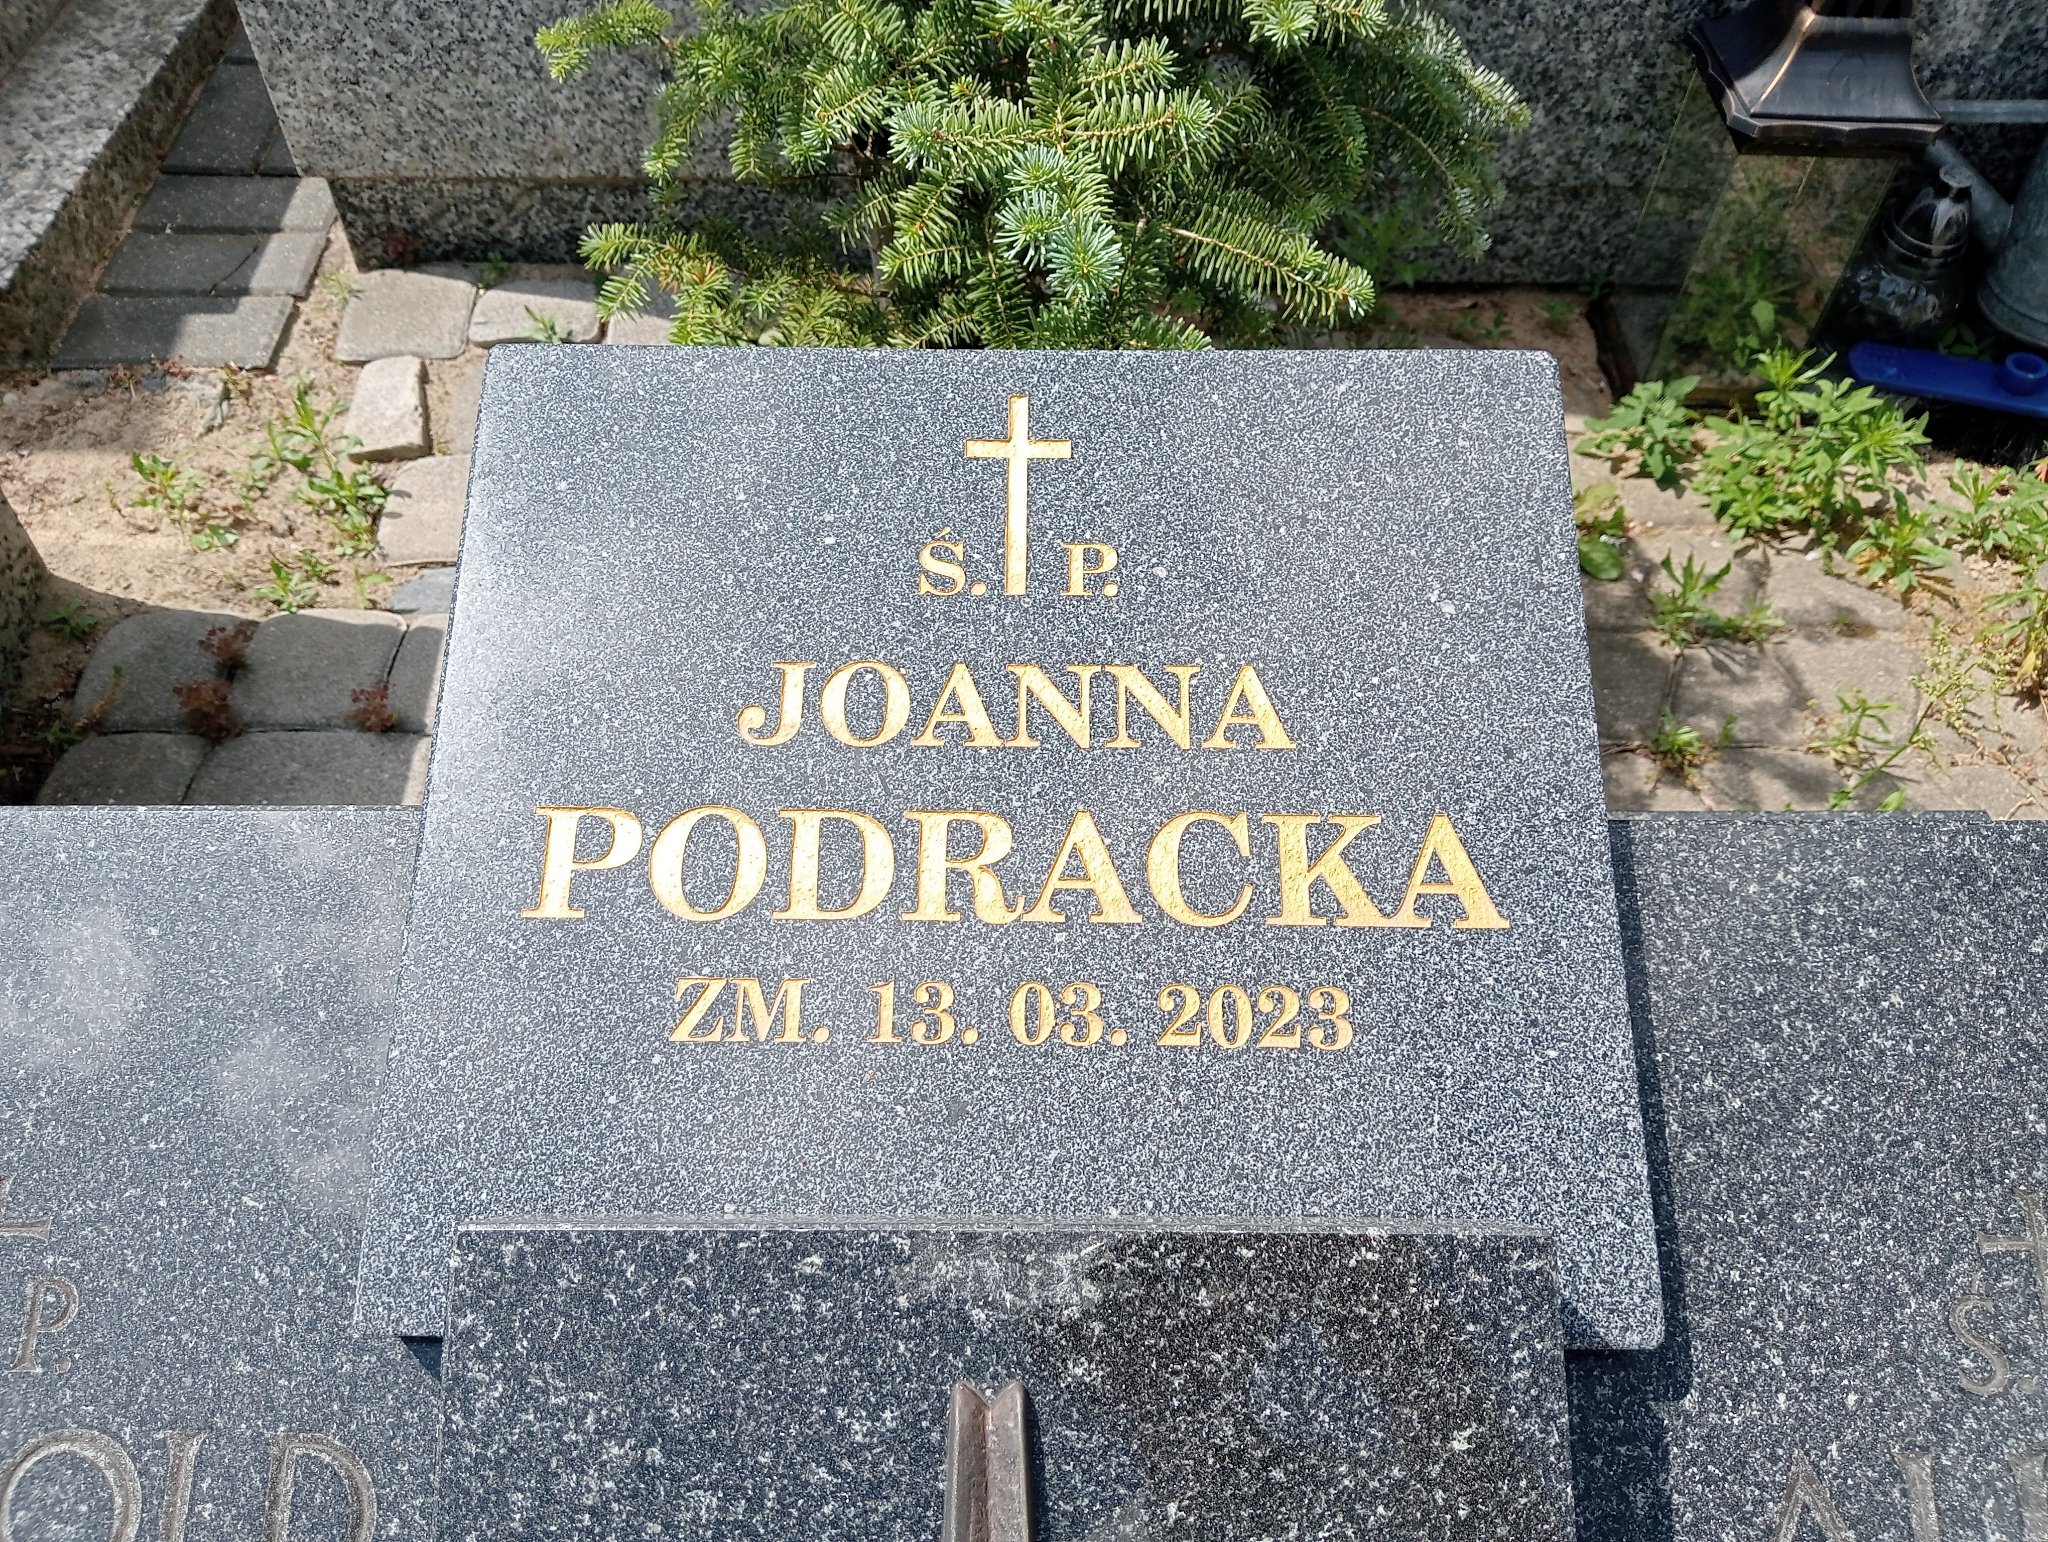 Ś. P.
JOANNA
PODRACKA
ZM. 13. 03. 2023
P.
Ś.